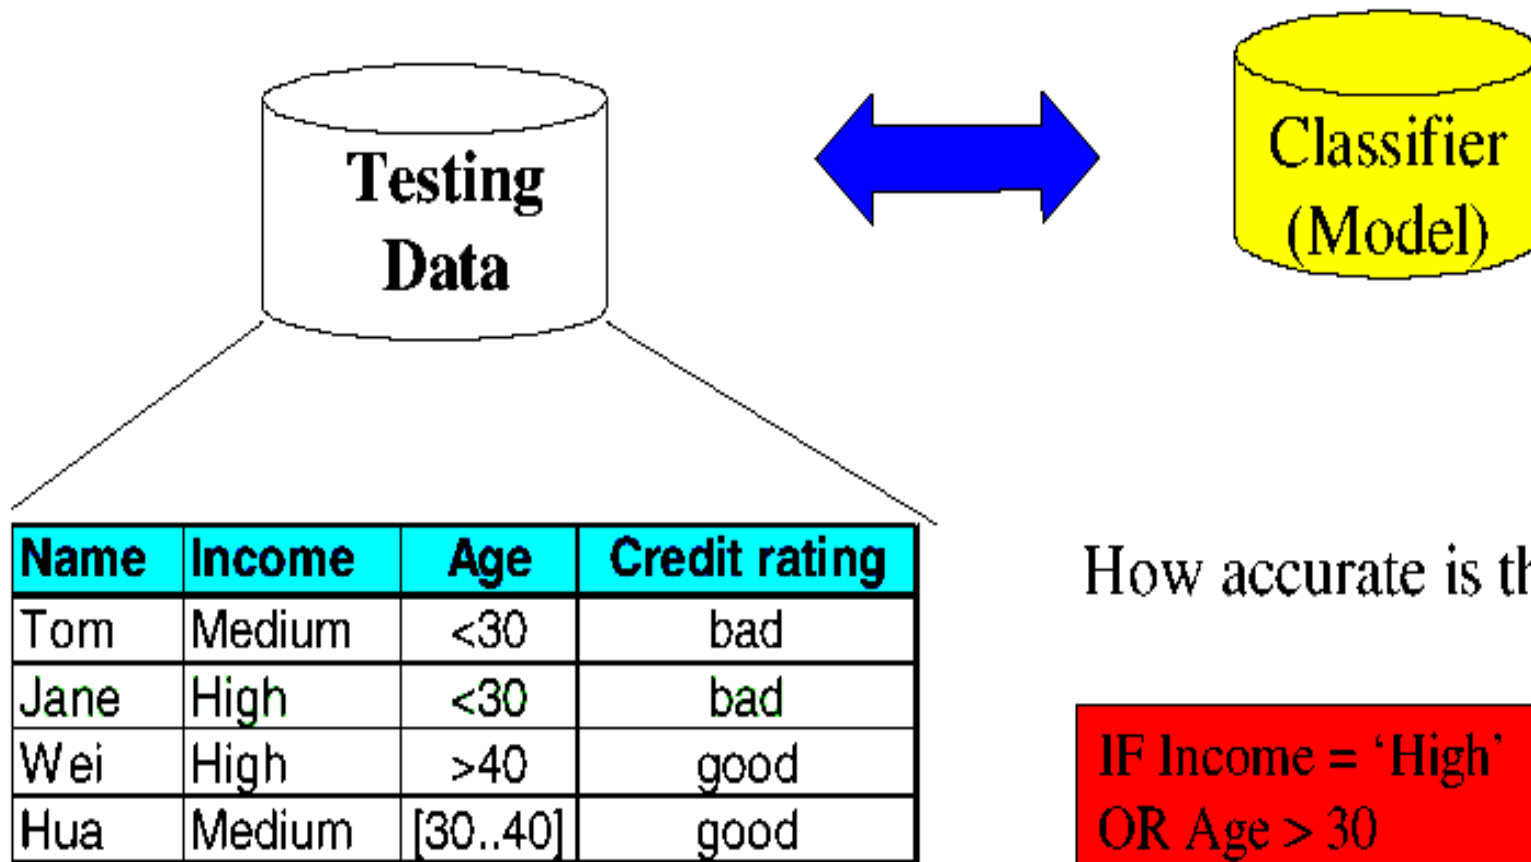 Testing
Data
Classifier
(Model)
Name Income Age Credit rating
Tom Medium <30 bad
Jane High <30 bad
Wei High >40 good
Hua Medium [30..40] good
How accurate is th
IF Income = ‘High’
OR Age > 30